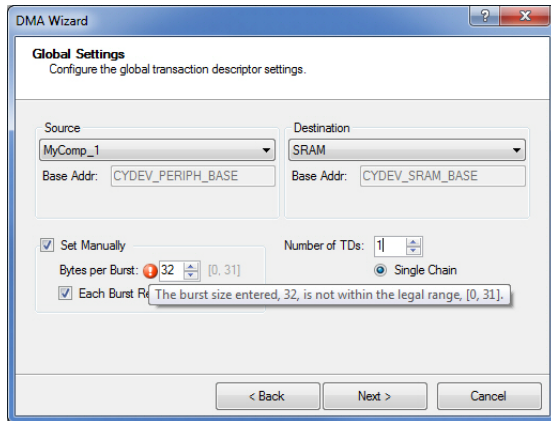 DMA Wizard
Global Settings
Configure the global transaction descriptor settings.
Source
MyComp_1
Base Addr: CYDEV_PERIPH_BASE
Destination
SRAM
Base Addr: CYDEV_SRAM_BASE
Set Manually
Bytes per Burst: 32 [0, 31]
Each Burst Re
Number of TDs: 1
Single Chain
The burst size entered, 32, is not within the legal range, [0, 31].
< Back
Next >
Cancel